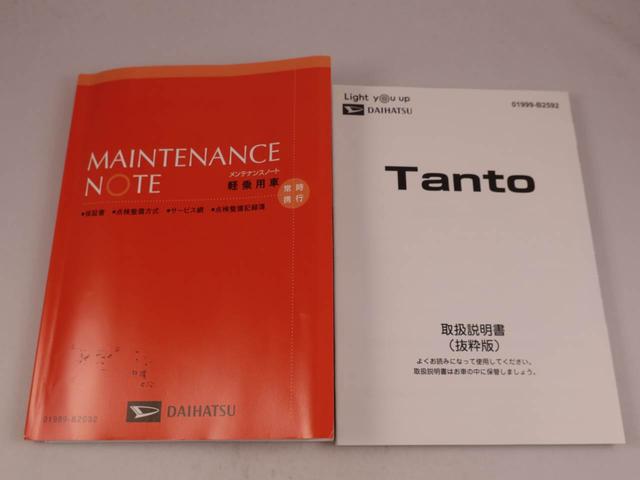 MAINTENANCE
NOTE
メンテナンスノート
軽乗用車
常時
携行
●保証書 ●点検整備方式 ●サービス網 ●点検整備記録簿
DAIHATSU
Light you up
DAIHATSU
01999-B2592
Tanto
取扱説明書
(抜粋版)
よくお読みになって使用してください。
取扱説明書はお車の中に保管しましょう。